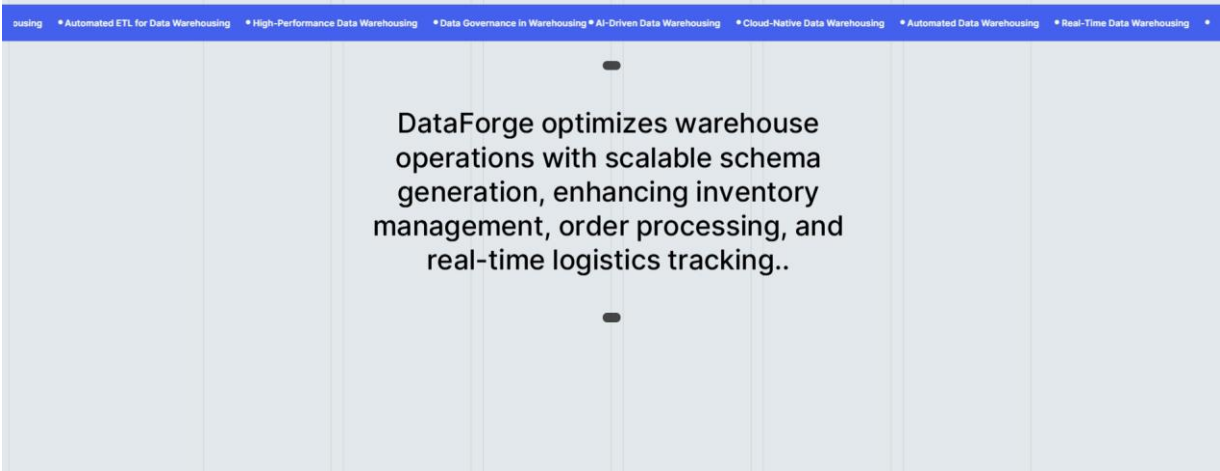 ousing • Automated ETL for Data Warehousing • High-Performance Data Warehousing • Data Governance in Warehousing • AI-Driven Data Warehousing • Cloud-Native Data Warehousing • Automated Data Warehousing • Real-Time Data Warehousing •
DataForge optimizes warehouse
operations with scalable schema
generation, enhancing inventory
management, order processing, and
real-time logistics tracking..